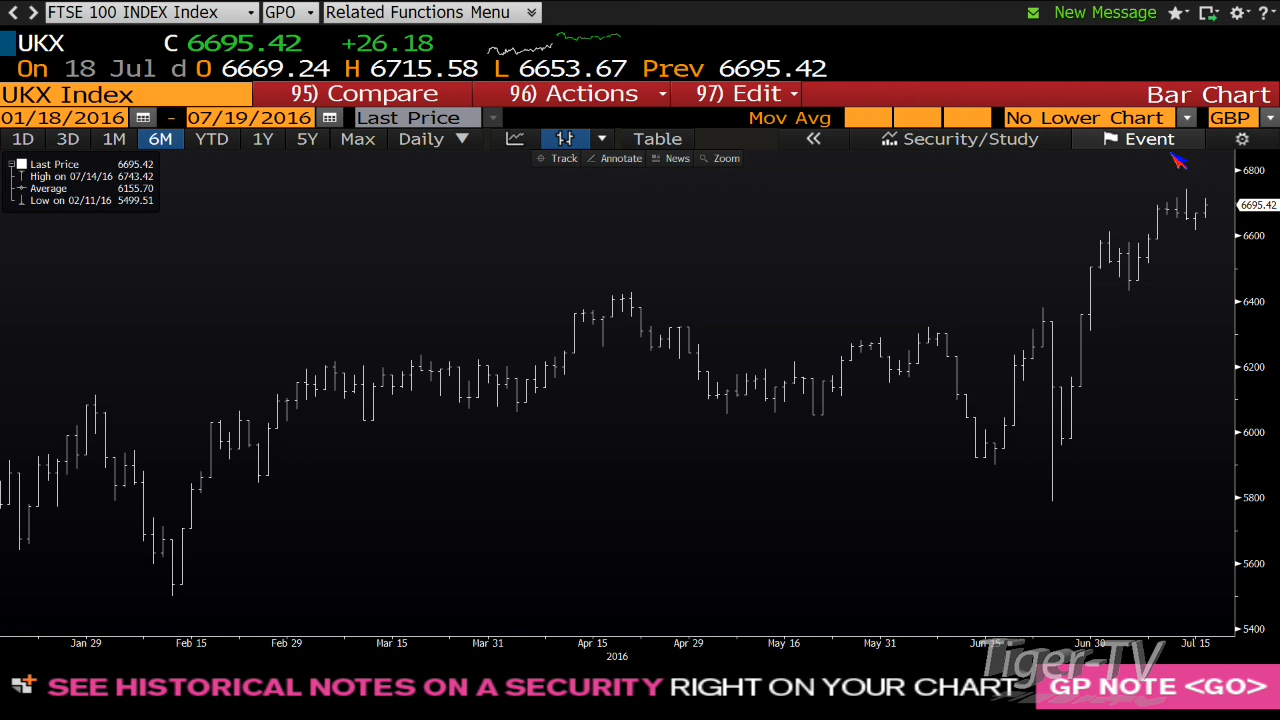 FTSE 100 INDEX Index GPO Related Functions Menu New Message
UKX C 6695.42 +26.18
On 18 Jul d O 6669.24 H 6715.58 L 6653.67 Prev 6695.42
UKX Index 95) Compare 96) Actions 97) Edit Bar Chart
01/18/2016 - 07/19/2016 Last Price Mov Avg No Lower Chart GBP
1D 3D 1M 6M YTD 1Y 5Y Max Daily Table Security/Study Event
Track Annotate News Zoom
Last Price 6695.42
High on 07/14/16 6743.42
Average 6155.70
Low on 02/11/16 5499.51
6800
6695.42
6600
6400
6200
6000
5800
5600
5400
Jan 29 Feb 15 Feb 29 Mar 15 Mar 31 Apr 15 Apr 29 May 16 May 31 Jun 15 Jun 30 Jul 15
2016
Tiger-TV
SEE HISTORICAL NOTES ON A SECURITY RIGHT ON YOUR CHART GP NOTE <GO>